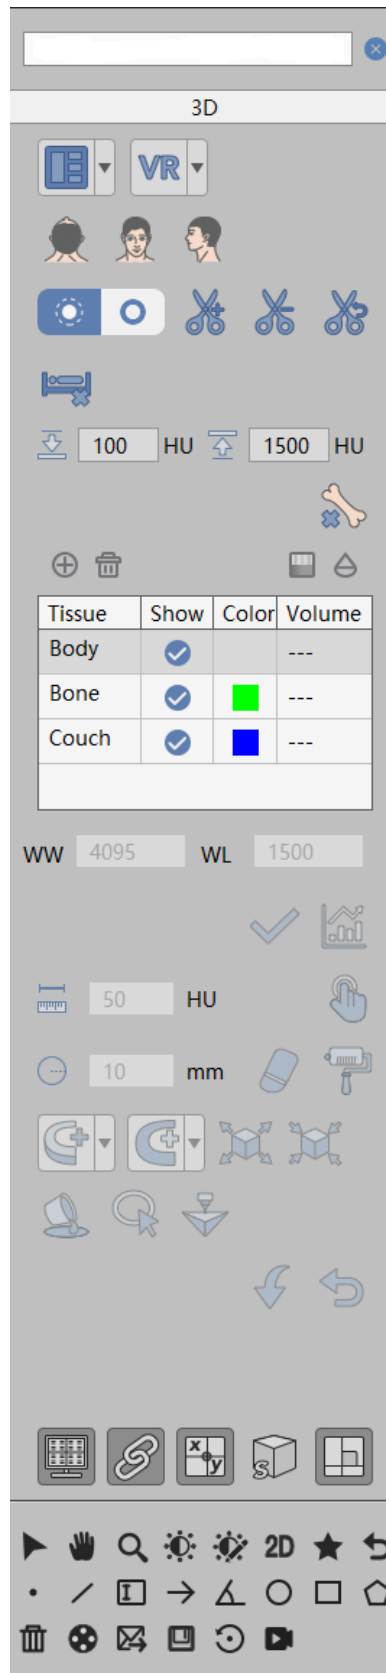 3D
VR
100 HU 1500 HU
Tissue Show Color Volume
Body ---
Bone ---
Couch ---
WW 4095 WL 1500
50 HU
10 mm
x
y
S
2D